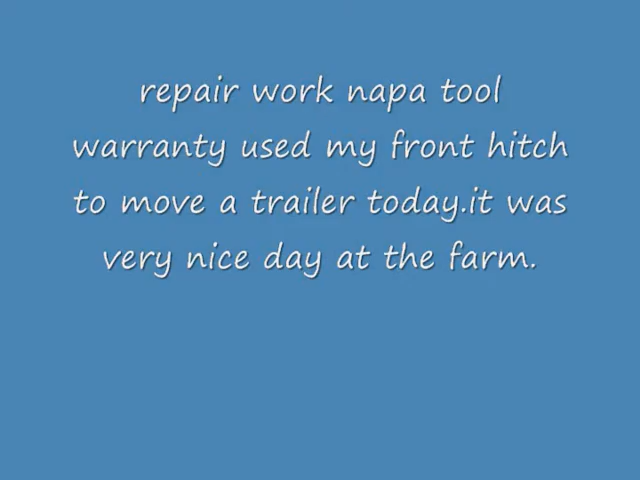 repair work napa tool
warranty used my front hitch
to move a trailer today.it was
very nice day at the farm.